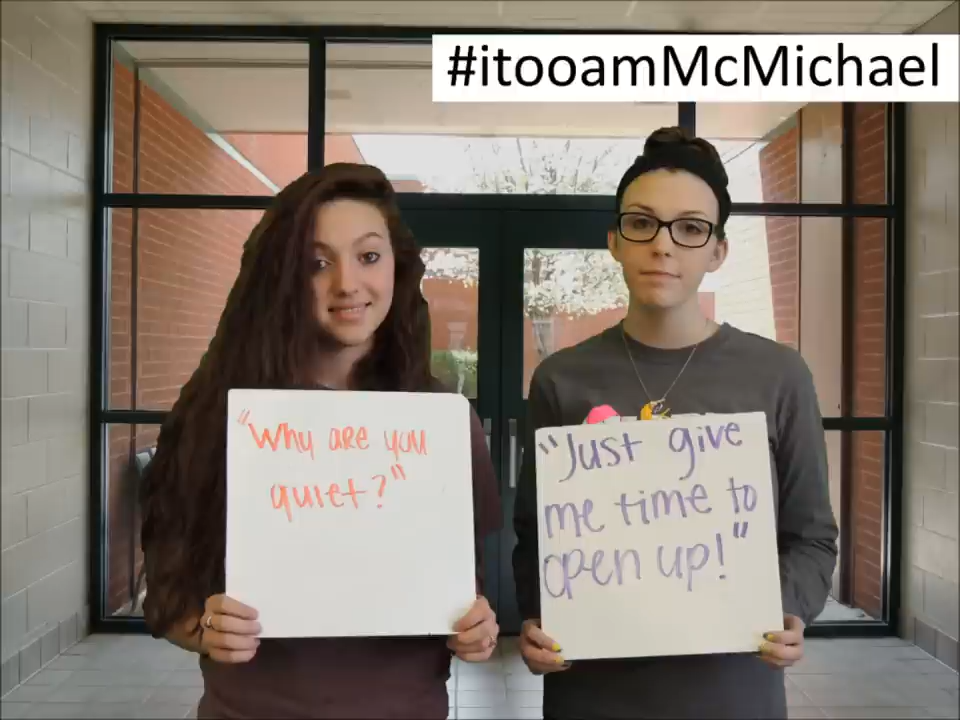 #itooamMcMichael
"Why are you
quiet?"
"Just give
me time to
open up!"